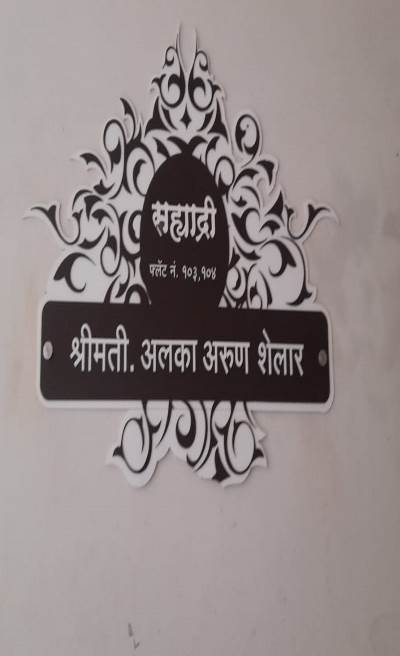 सह्याद्री
फ्लॅट नं. १०३,१०४
श्रीमती. अलका अरुण शेलार